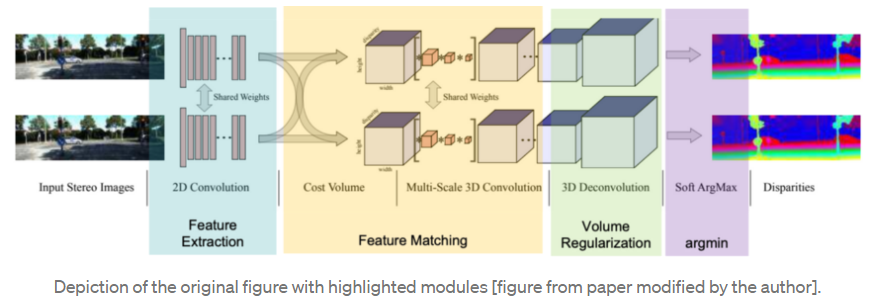 disparity
height
width
Shared Weights
Shared Weights
disparity
height
width
Input Stereo Images
2D Convolution
Cost Volume
Multi-Scale 3D Convolution
3D Deconvolution
Soft ArgMax
Disparities
Feature
Extraction
Feature Matching
Volume
Regularization
argmin
Depiction of the original figure with highlighted modules [figure from paper modified by the author].